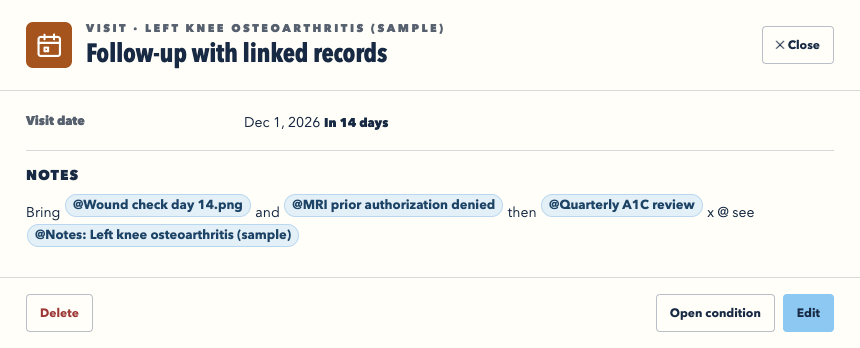 VISIT · LEFT KNEE OSTEOARTHRITIS (SAMPLE)
Follow-up with linked records
× Close
Visit date
Dec 1, 2026 In 14 days
NOTES
Bring @Wound check day 14.png and @MRI prior authorization denied then @Quarterly A1C review x @ see
@Notes: Left knee osteoarthritis (sample)
Delete
Open condition
Edit